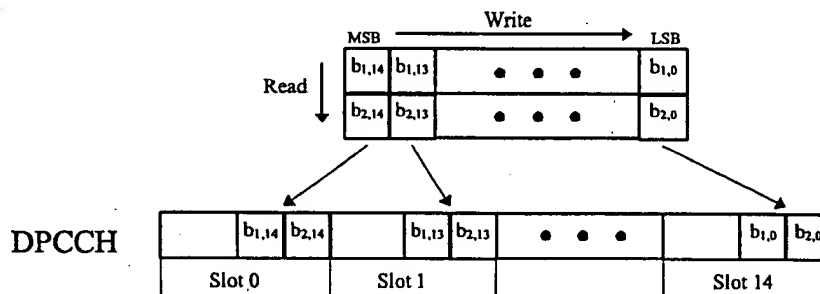 Write
MSB LSB
b1,14 b1,13 • • • b1,0
Read
b2,14 b2,13 • • • b2,0
DPCCH b1,14 b2,14 b1,13 b2,13 • • • b1,0 b2,0
Slot 0 Slot 1 Slot 14